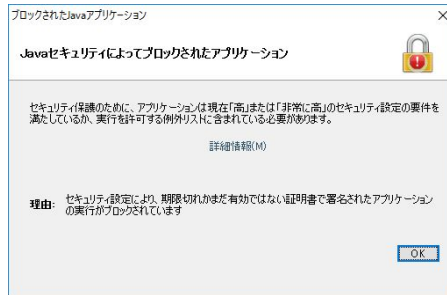 ブロックされたJavaアプリケーション
Javaセキュリティによってブロックされたアプリケーション
セキュリティ保護のために、アプリケーションは現在「高」または「非常に高」のセキュリティ設定の要件を
満たしているか、実行を許可する例外リストに含まれている必要があります。
詳細情報(M)
理由: セキュリティ設定により、期限切れかまだ有効ではない証明書で署名されたアプリケーション
の実行がブロックされています
OK